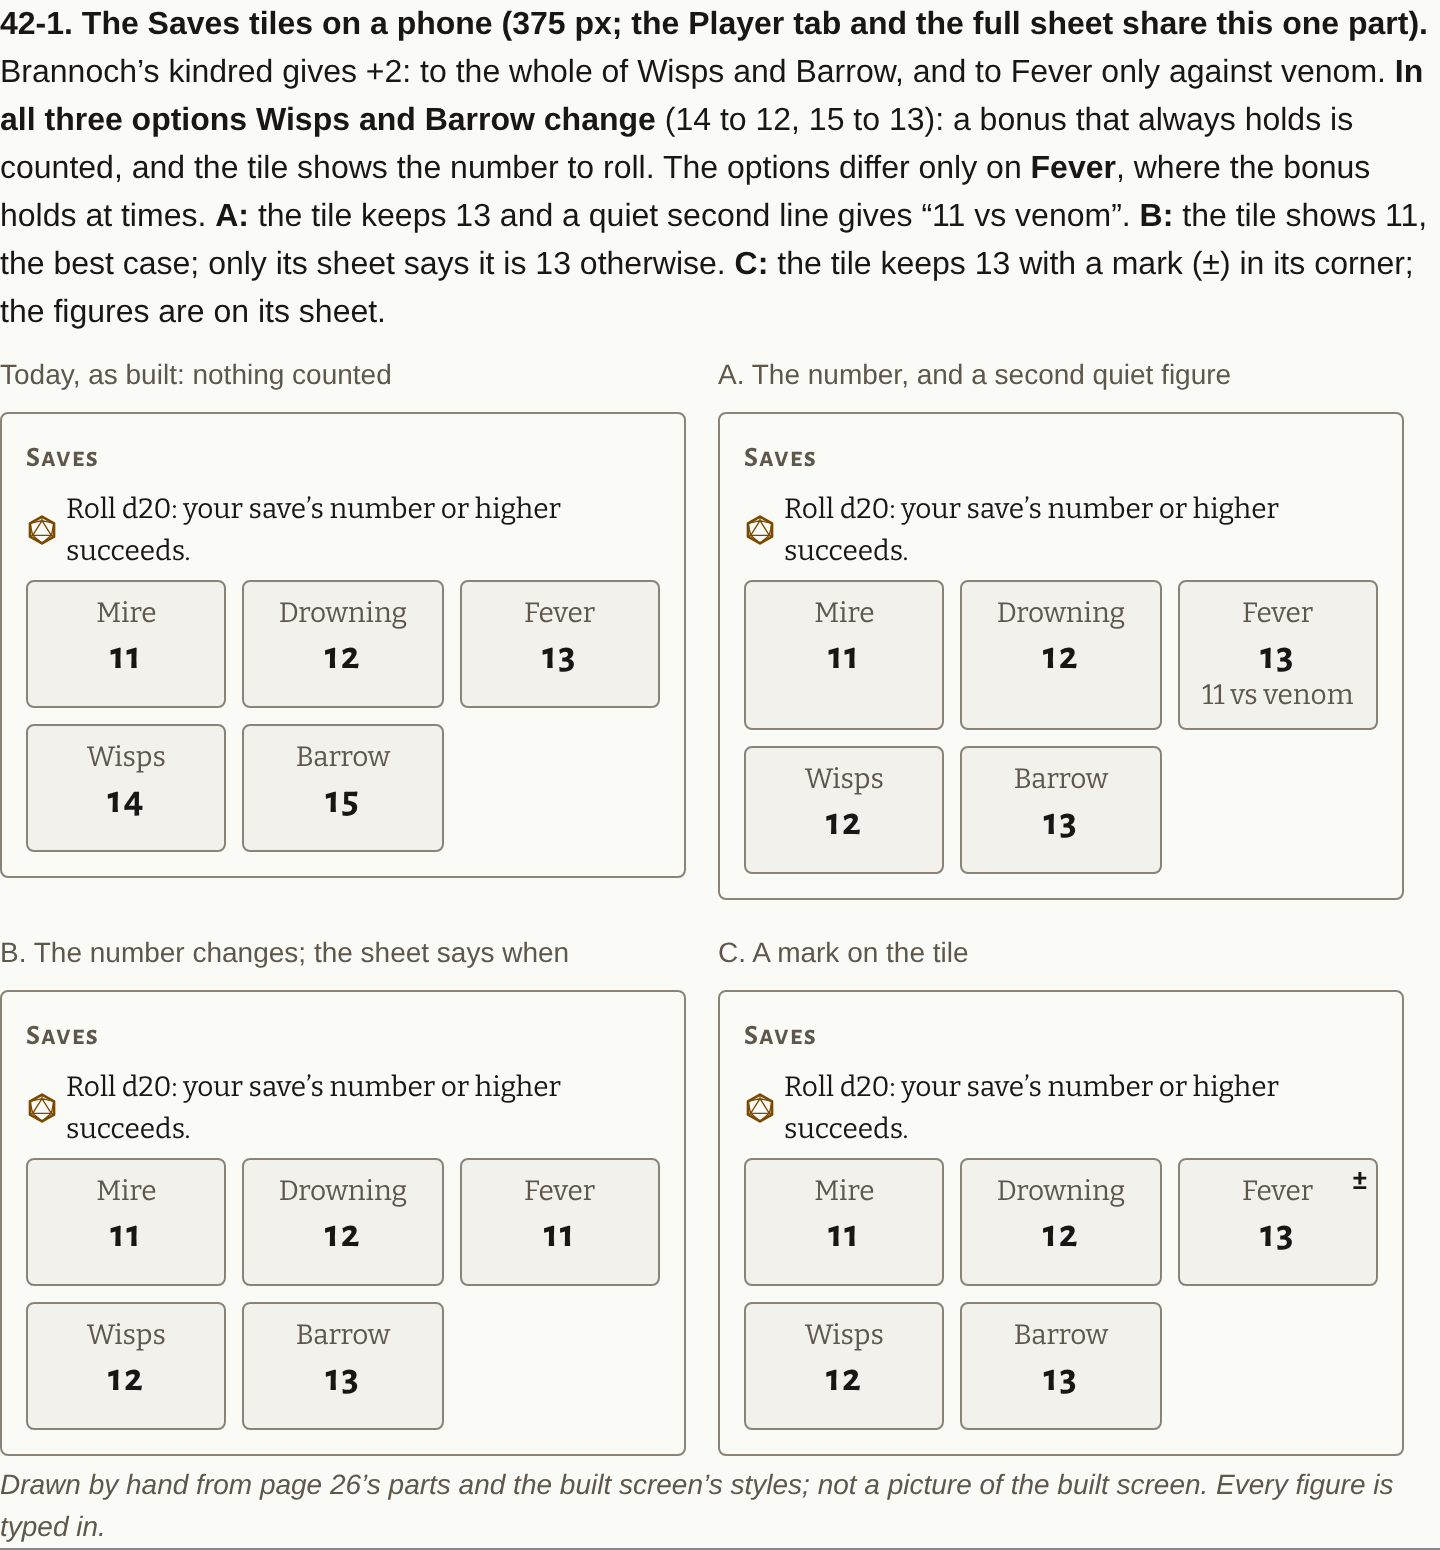 42-1. The Saves tiles on a phone (375 px; the Player tab and the full sheet share this one part).
Brannoch’s kindred gives +2: to the whole of Wisps and Barrow, and to Fever only against venom. In
all three options Wisps and Barrow change (14 to 12, 15 to 13): a bonus that always holds is
counted, and the tile shows the number to roll. The options differ only on Fever, where the bonus
holds at times. A: the tile keeps 13 and a quiet second line gives “11 vs venom”. B: the tile shows 11,
the best case; only its sheet says it is 13 otherwise. C: the tile keeps 13 with a mark (±) in its corner;
the figures are on its sheet.
Today, as built: nothing counted
Saves
Roll d20: your save’s number or higher
succeeds.
Mire
11
Drowning
12
Fever
13
Wisps
14
Barrow
15
A. The number, and a second quiet figure
Saves
Roll d20: your save’s number or higher
succeeds.
Mire
11
Drowning
12
Fever
13
11 vs venom
Wisps
12
Barrow
13
B. The number changes; the sheet says when
Saves
Roll d20: your save’s number or higher
succeeds.
Mire
11
Drowning
12
Fever
11
Wisps
12
Barrow
13
C. A mark on the tile
Saves
Roll d20: your save’s number or higher
succeeds.
Mire
11
Drowning
12
Fever
±
13
Wisps
12
Barrow
13
Drawn by hand from page 26’s parts and the built screen’s styles; not a picture of the built screen. Every figure is
typed in.